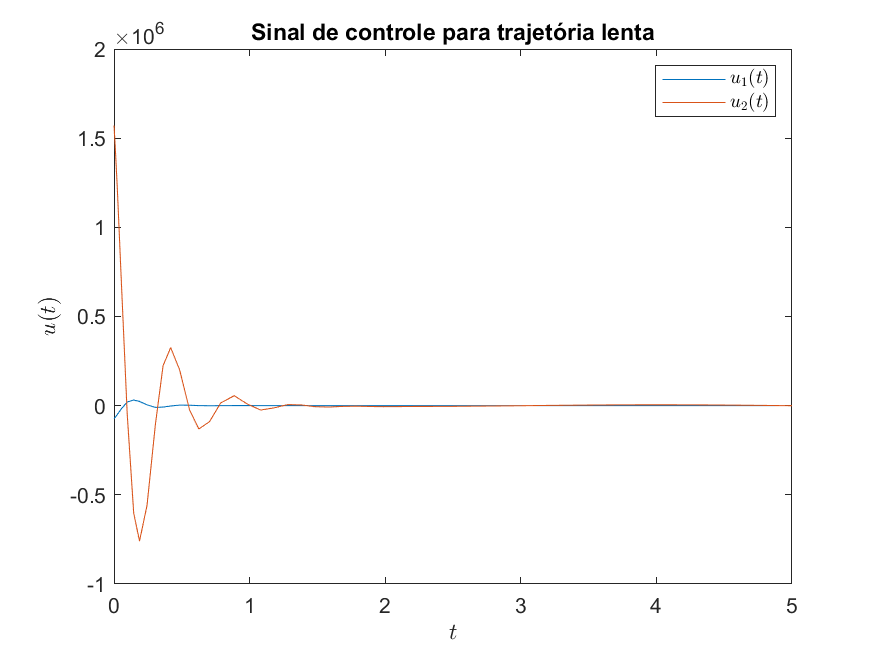 Sinal de controle para trajetória lenta
×10^6
u_1(t)
u_2(t)
2
1.5
1
0.5
0
-0.5
-1
u(t)
0 1 2 3 4 5
t